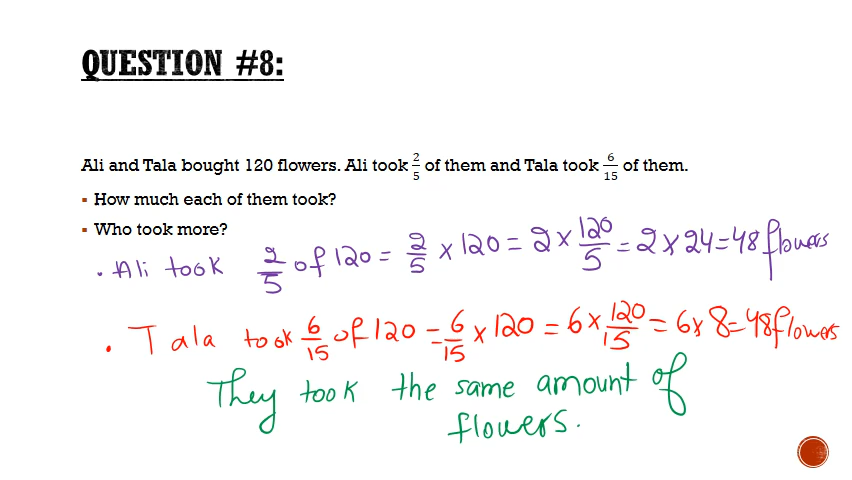 QUESTION #8:
Ali and Tala bought 120 flowers. Ali took 2/5 of them and Tala took 6/15 of them.
▪ How much each of them took?
▪ Who took more?
. Ali took 2/5 of 120 = 2/5 × 120 = 2 × 120/5 = 2 × 24 = 48 flowers
. Tala took 6/15 of 120 = 6/15 × 120 = 6 × 120/15 = 6 × 8 = 48 flowers
They took the same amount of
flowers.